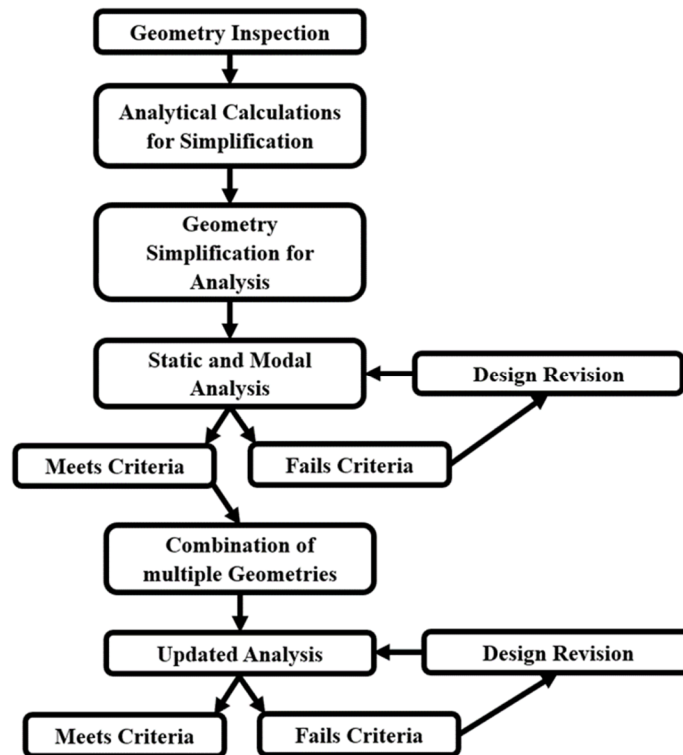 Geometry Inspection
Analytical Calculations
for Simplification
Geometry
Simplification for
Analysis
Static and Modal
Analysis
Design Revision
Meets Criteria
Fails Criteria
Combination of
multiple Geometries
Updated Analysis
Design Revision
Meets Criteria
Fails Criteria